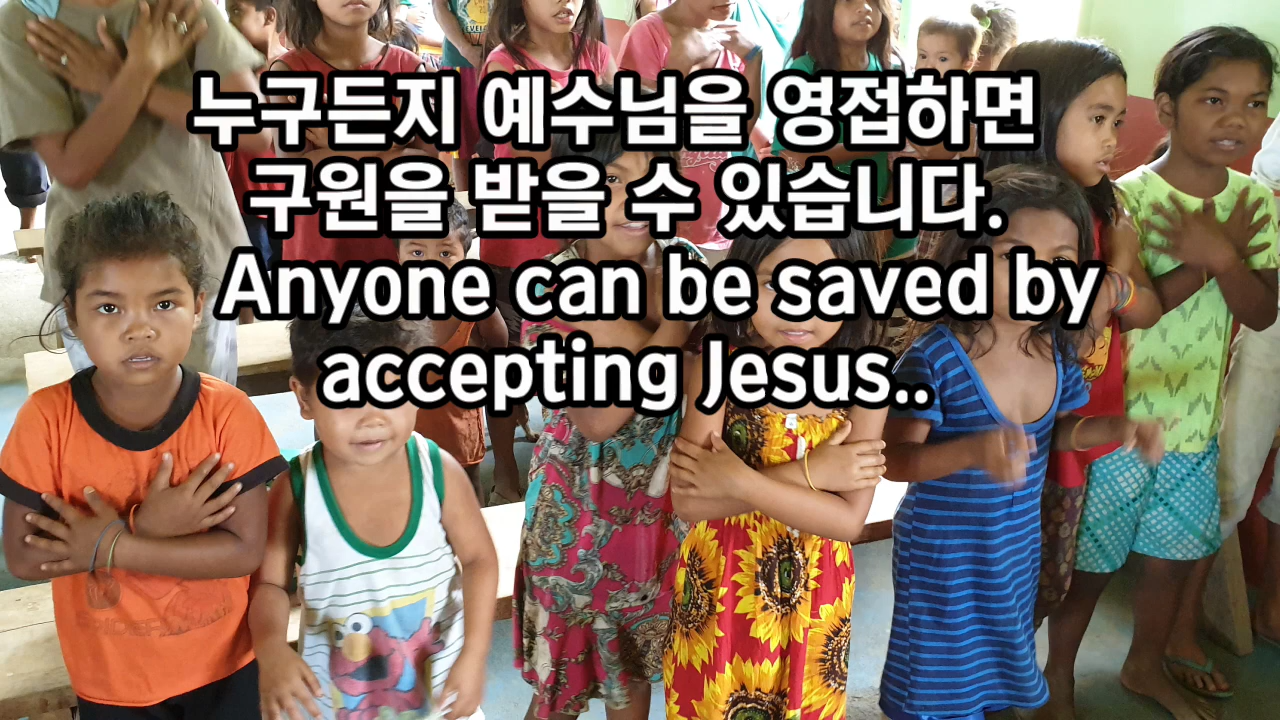 누구든지 예수님을 영접하면
구원을 받을 수 있습니다.
Anyone can be saved by
accepting Jesus..